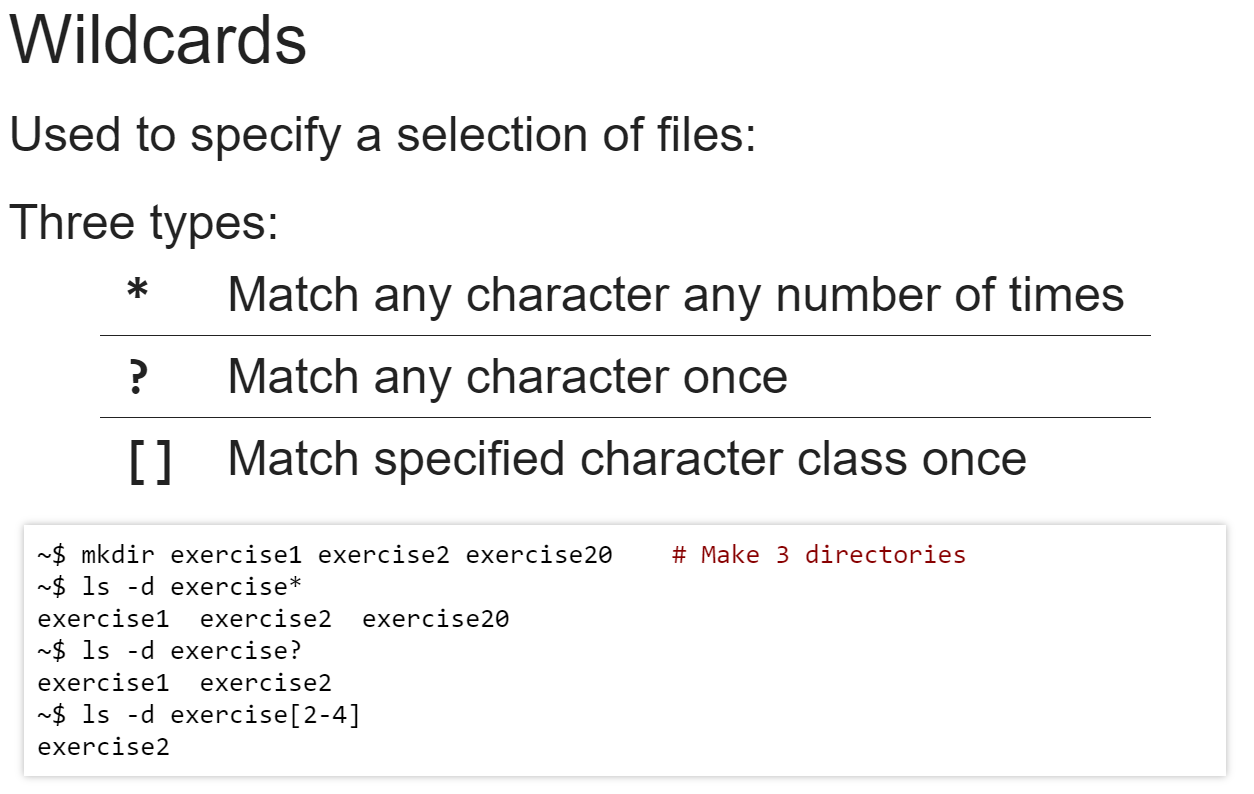 Wildcards
Used to specify a selection of files:
Three types:
* Match any character any number of times
? Match any character once
[] Match specified character class once
~$ mkdir exercise1 exercise2 exercise20    # Make 3 directories
~$ ls -d exercise*
exercise1  exercise2  exercise20
~$ ls -d exercise?
exercise1  exercise2
~$ ls -d exercise[2-4]
exercise2